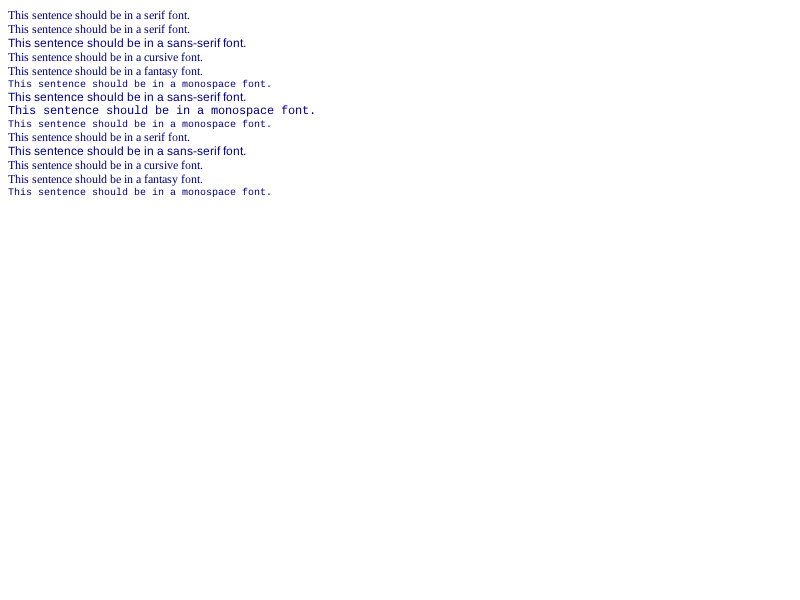 This sentence should be in a serif font.
This sentence should be in a serif font.
This sentence should be in a sans-serif font.
This sentence should be in a cursive font.
This sentence should be in a fantasy font.
This sentence should be in a monospace font.
This sentence should be in a sans-serif font.
This sentence should be in a monospace font.
This sentence should be in a monospace font.
This sentence should be in a serif font.
This sentence should be in a sans-serif font.
This sentence should be in a cursive font.
This sentence should be in a fantasy font.
This sentence should be in a monospace font.